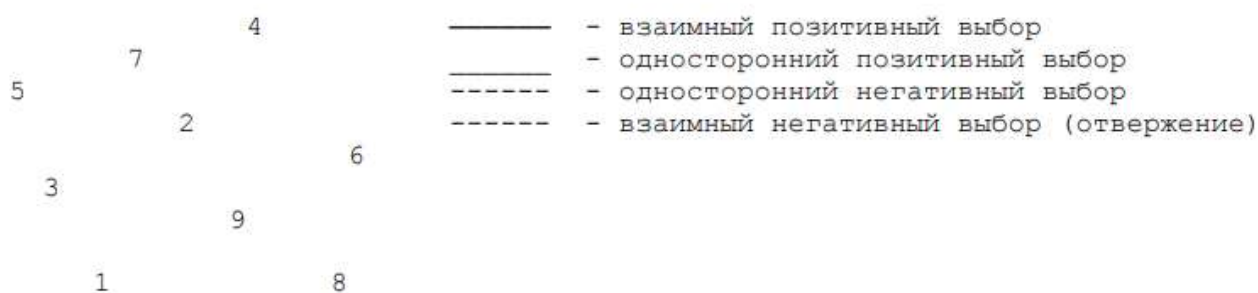 4 ——————— - взаимный позитивный выбор
7 _______ - односторонний позитивный выбор
5 ------ - односторонний негативный выбор
2 ------ - взаимный негативный выбор (отвержение)
6
3
9
1 8